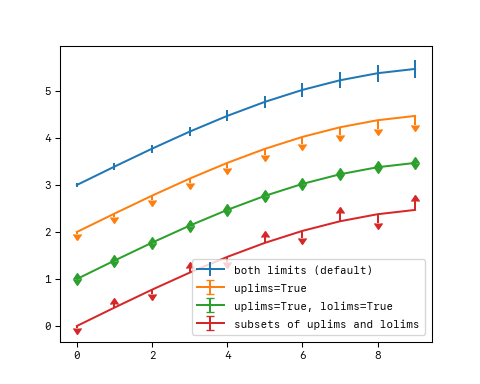 5
4
3
2
1
0
both limits (default)
uplims=True
uplims=True, lolims=True
subsets of uplims and lolims
0 2 4 6 8